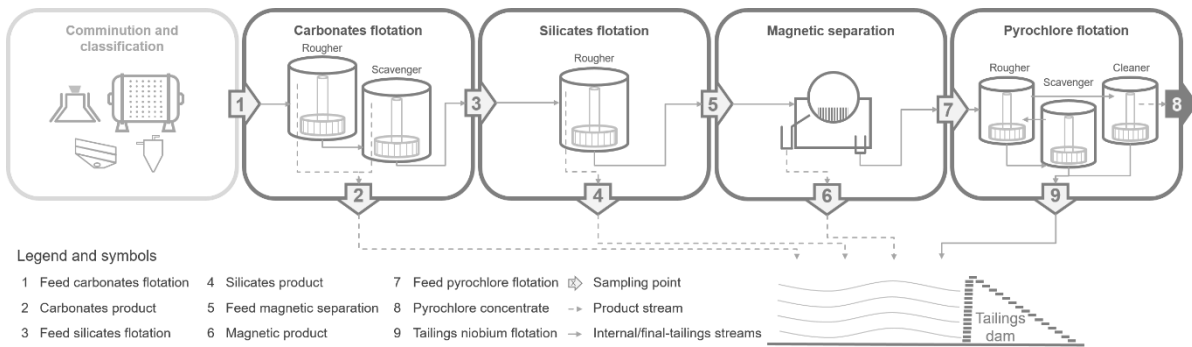 Comminution and
classification
Carbonates flotation
Rougher
Scavenger
Silicates flotation
Rougher
Magnetic separation
Pyrochlore flotation
Rougher
Scavenger
Cleaner
1
2
3
4
5
6
7
8
9
Legend and symbols
1 Feed carbonates flotation
2 Carbonates product
3 Feed silicates flotation
4 Silicates product
5 Feed magnetic separation
6 Magnetic product
7 Feed pyrochlore flotation
8 Pyrochlore concentrate
9 Tailings niobium flotation
Sampling point
Product stream
Internal/final-tailings streams
Tailings
dam